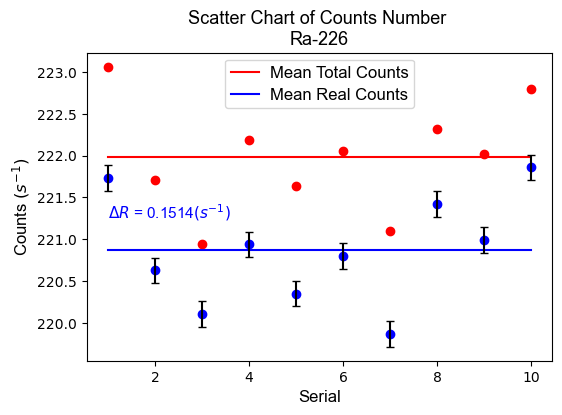 Scatter Chart of Counts Number
Ra-226
Mean Total Counts
Mean Real Counts
223.0
222.5
222.0
221.5
221.0
220.5
220.0
Counts (s⁻¹)
ΔR = 0.1514(s⁻¹)
2 4 6 8 10
Serial